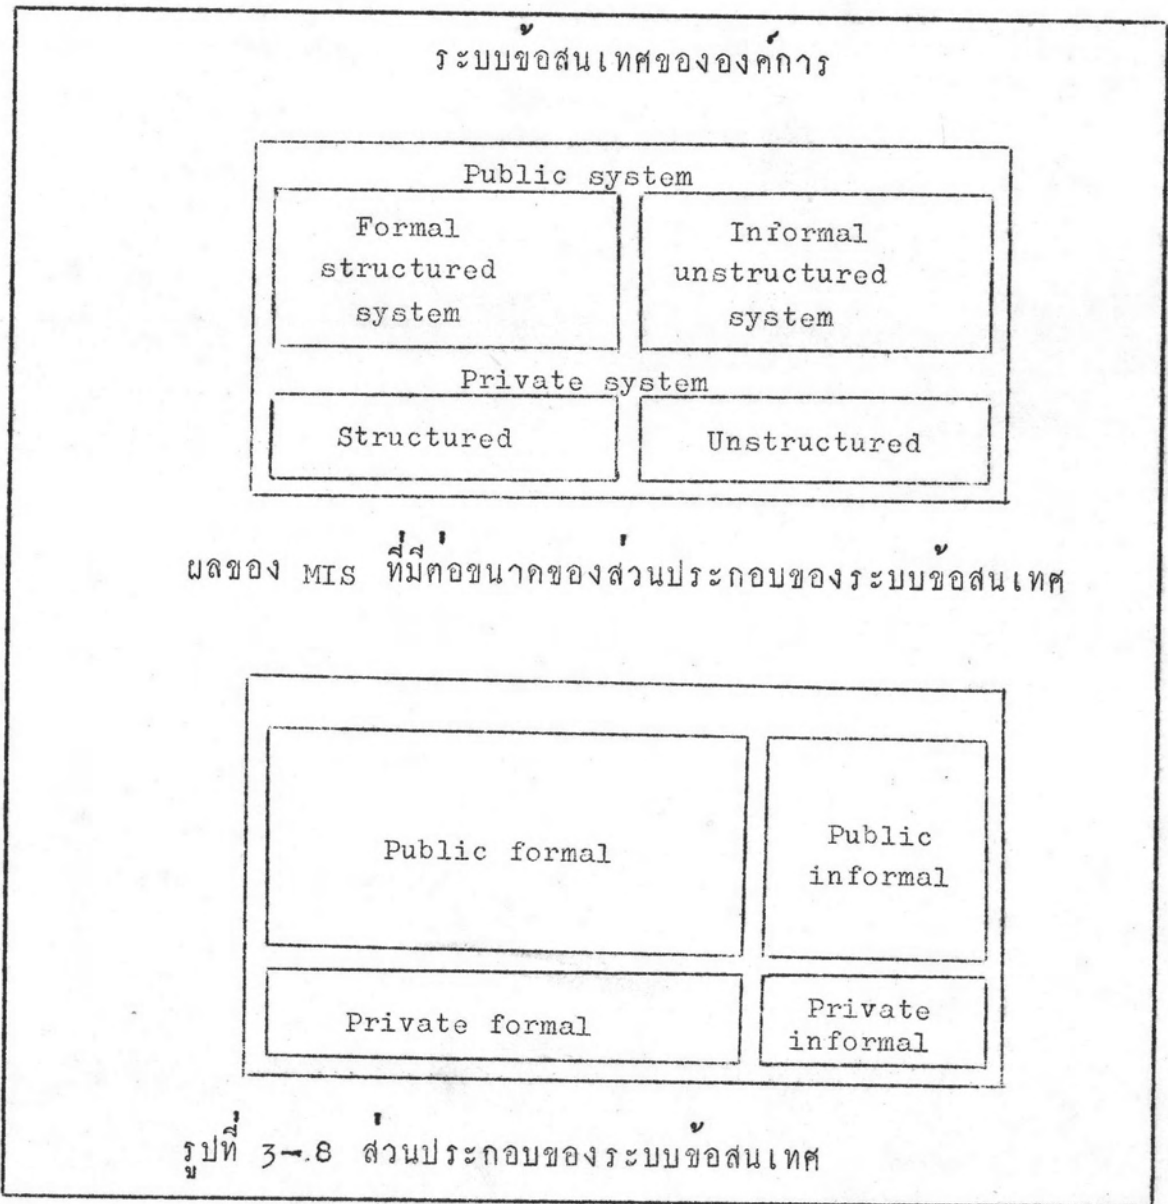 ระบบข้อสนเทศขององค์การ
Public system
Formal
structured
system
Informal
unstructured
system
Private system
Structured
Unstructured
ผลของ MIS ที่มีต่อขนาดของส่วนประกอบของระบบข้อสนเทศ
Public formal
Public
informal
Private formal
Private
informal
รูปที่ 3-.8 ส่วนประกอบของระบบข้อสนเทศ